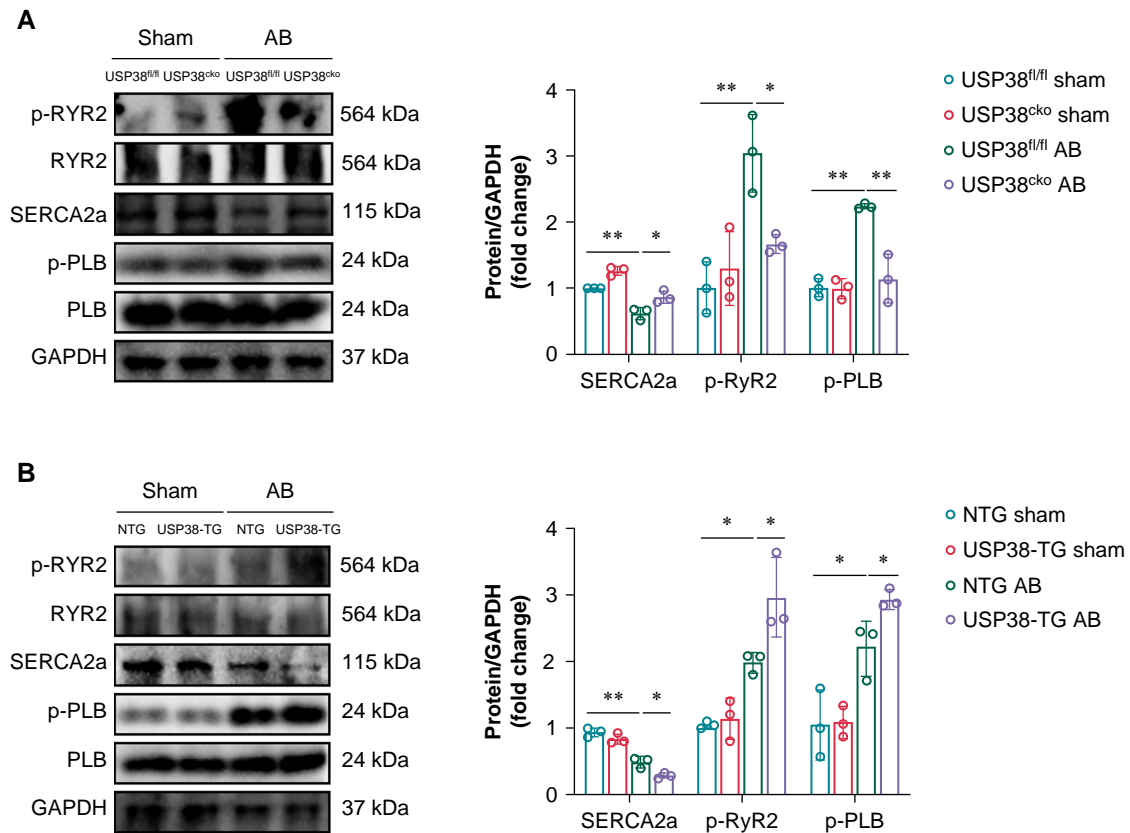 A
Sham AB
USP38fl/fl USP38cko USP38fl/fl USP38cko
p-RYR2 564 kDa
RYR2 564 kDa
SERCA2a 115 kDa
p-PLB 24 kDa
PLB 24 kDa
GAPDH 37 kDa
Protein/GAPDH
(fold change)
4
3
2
1
0
** * ** * ** **
SERCA2a p-RyR2 p-PLB
USP38fl/fl sham
USP38cko sham
USP38fl/fl AB
USP38cko AB
B
Sham AB
NTG USP38-TG NTG USP38-TG
p-RYR2 564 kDa
RYR2 564 kDa
SERCA2a 115 kDa
p-PLB 24 kDa
PLB 24 kDa
GAPDH 37 kDa
Protein/GAPDH
(fold change)
4
3
2
1
0
** * * * * *
SERCA2a p-RyR2 p-PLB
NTG sham
USP38-TG sham
NTG AB
USP38-TG AB